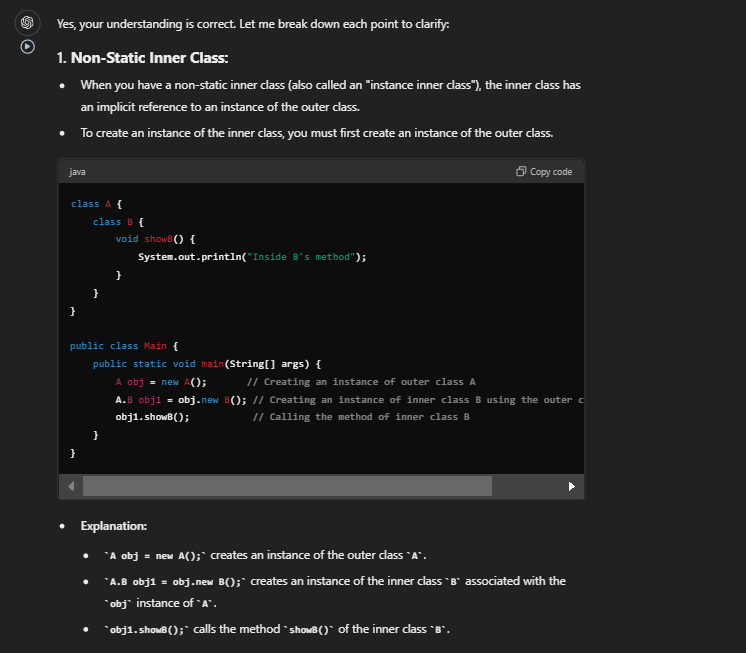 Yes, your understanding is correct. Let me break down each point to clarify:
1. Non-Static Inner Class:
• When you have a non-static inner class (also called an "instance inner class"), the inner class has
an implicit reference to an instance of the outer class.
• To create an instance of the inner class, you must first create an instance of the outer class.
java
Copy code
class A {
    class B {
        void showB() {
            System.out.println("Inside B's method");
        }
    }
}
public class Main {
    public static void main(String[] args) {
        A obj = new A();       // Creating an instance of outer class A
        A.B obj1 = obj.new B(); // Creating an instance of inner class B using the outer c
        obj1.showB();           // Calling the method of inner class B
    }
}
• Explanation:
• `A obj = new A();` creates an instance of the outer class `A`.
• `A.B obj1 = obj.new B();` creates an instance of the inner class `B` associated with the
`obj` instance of `A`.
• `obj1.showB();` calls the method `showB()` of the inner class `B`.